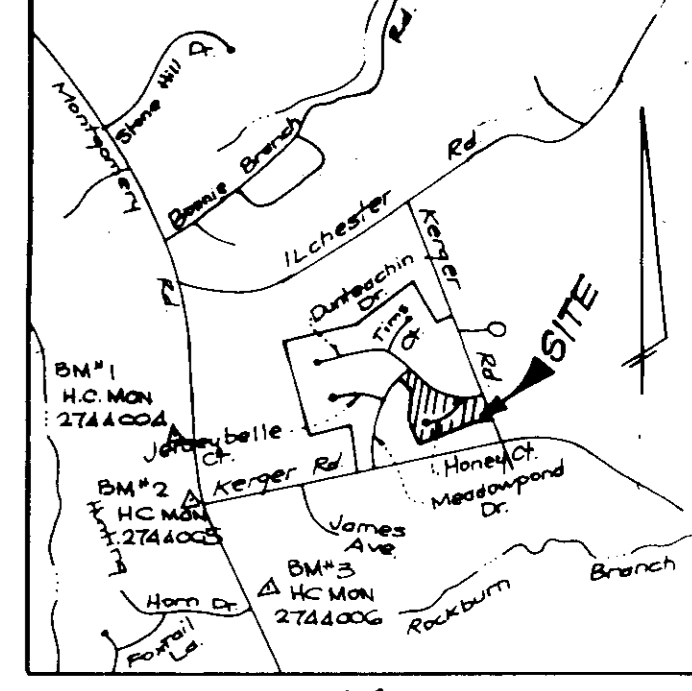 Rd.
Stone Hill Dr
Montgomery
Rd
Bonnie Branch
ILchester
Rd
Kerger
Rd
Dunteachin
Dr.
Tims
Ct.
SITE
BM#1
H.C. MON
2744004
Jerseybelle
Ct.
Kerger Rd.
Honey Ct.
Meadowpond
Dr.
BM#2
HC MON
2744005
James
Ave.
BM#3
HC MON
2744006
Horn Dr
Foxtail
La.
Rockburn
Branch